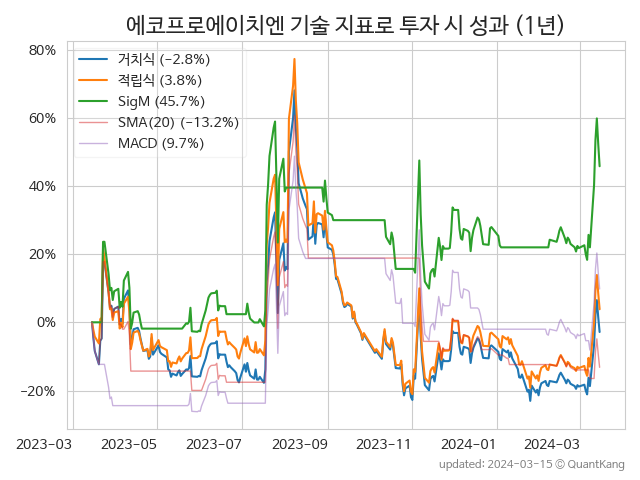 에코프로에이치엔 기술 지표로 투자 시 성과 (1년)
80%
60%
40%
20%
0%
−20%
거치식 (−2.8%)
적립식 (3.8%)
SigM (45.7%)
SMA(20) (−13.2%)
MACD (9.7%)
2023-03
2023-05
2023-07
2023-09
2023-11
2024-01
2024-03
updated: 2024-03-15 ⓒ QuantKang